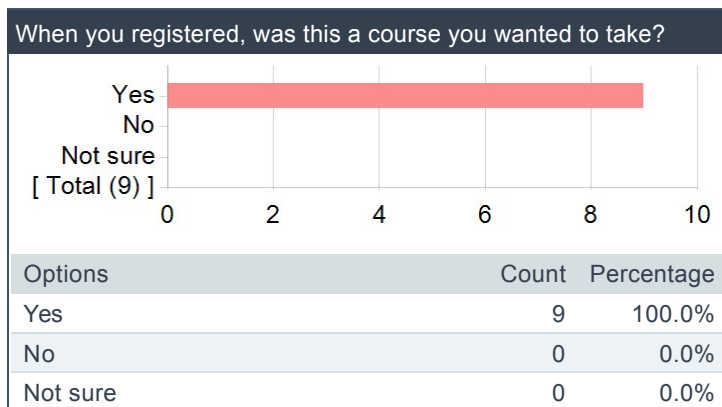 When you registered, was this a course you wanted to take?
Yes
No
Not sure
[ Total (9) ]
0 2 4 6 8 10
Options Count Percentage
Yes 9 100.0%
No 0 0.0%
Not sure 0 0.0%